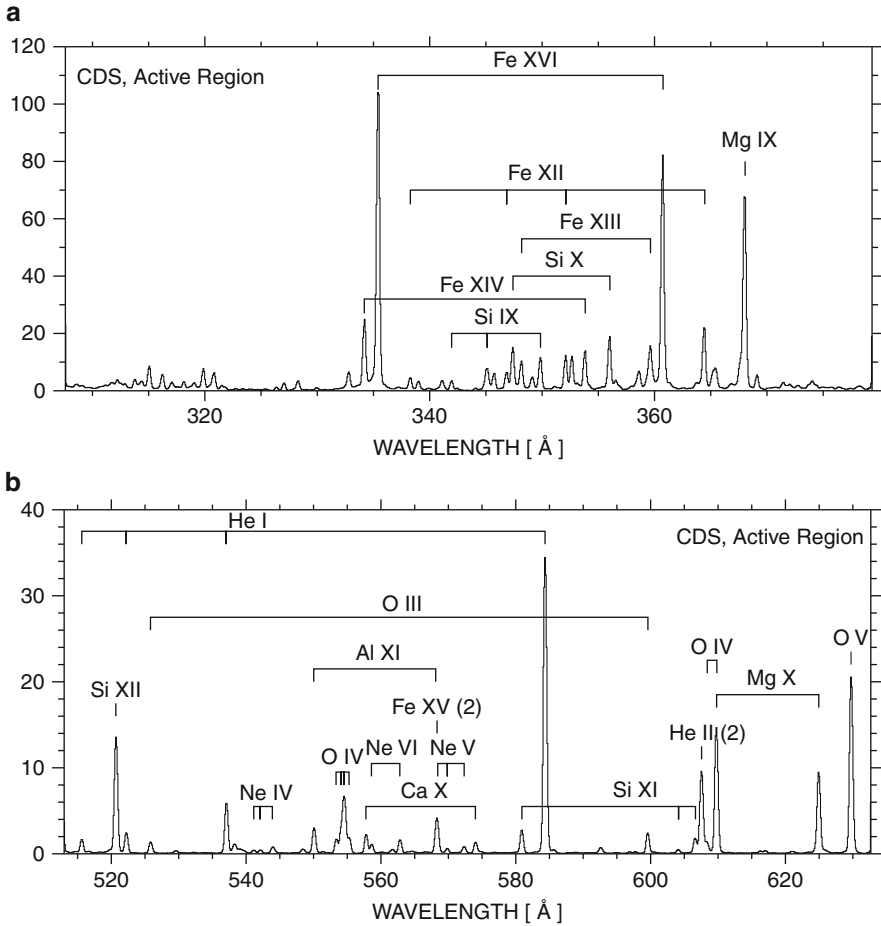 a
120
100
80
60
40
20
0
CDS, Active Region
Fe XVI
Mg IX
Fe XII
Fe XIII
Si X
Fe XIV
Si IX
320 340 360
WAVELENGTH [ Å ]
b
40
30
20
10
0
He I
CDS, Active Region
O III
O V
O IV
Al XI
Mg X
Si XII
Fe XV (2)
He II (2)
O IV
Ne VI
Ne V
Ne IV
Ca X
Si XI
520 540 560 580 600 620
WAVELENGTH [ Å ]